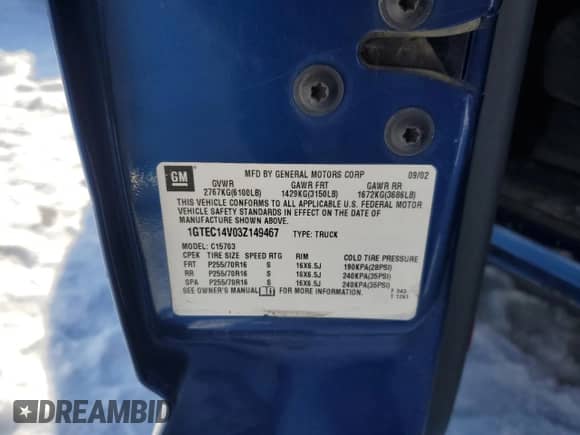 GM
MFD BY GENERAL MOTORS CORP 09/02
GVWR GAWR FRT GAWR RR
2767KG(6100LB) 1429KG(3150LB) 1672KG(3686LB)
THIS VEHICLE CONFORMS TO ALL APPLICABLE U.S. FEDERAL MOTOR
VEHICLE SAFETY STANDARDS IN EFFECT ON THE DATE OF
MANUFACTURE SHOWN ABOVE.
1GTEC14V03Z149467 TYPE: TRUCK
MODEL: C15703
CPEK TIRE SIZE SPEED RTG RIM COLD TIRE PRESSURE
FRT P255/70R16 S 16X6.5J 190KPA(28PSI)
RR P255/70R16 S 16X6.5J 240KPA(35PSI)
SPA P255/70R16 S 16X6.5J 240KPA(35PSI)
SEE OWNER'S MANUAL FOR MORE INFORMATION.
DREAMBID